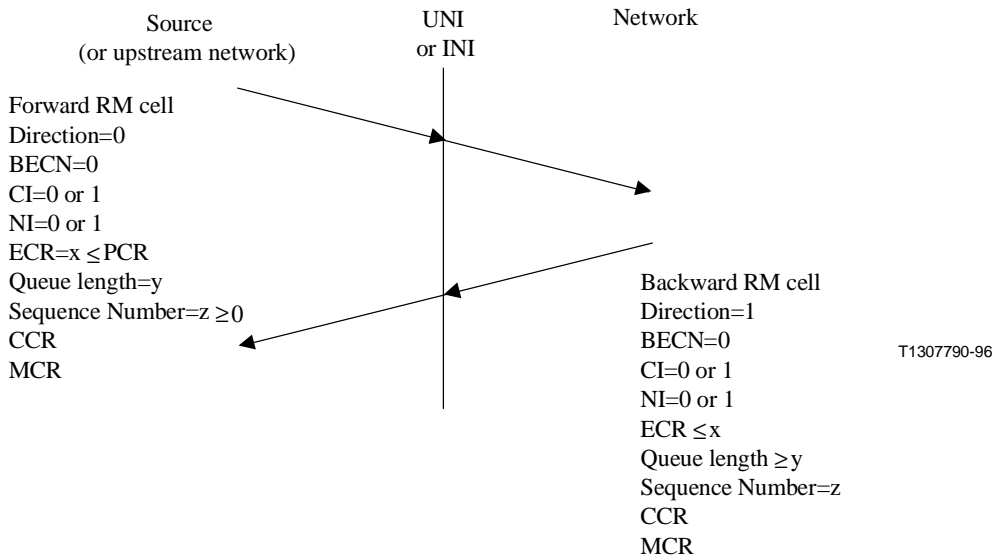 Source
(or upstream network)
UNI
or INI
Network
Forward RM cell
Direction=0
BECN=0
CI=0 or 1
NI=0 or 1
ECR=x ≤PCR
Queue length=y
Sequence Number=z ≥0
CCR
MCR
Backward RM cell
Direction=1
BECN=0
CI=0 or 1
NI=0 or 1
ECR ≤x
Queue length ≥y
Sequence Number=z
CCR
MCR
T1307790-96